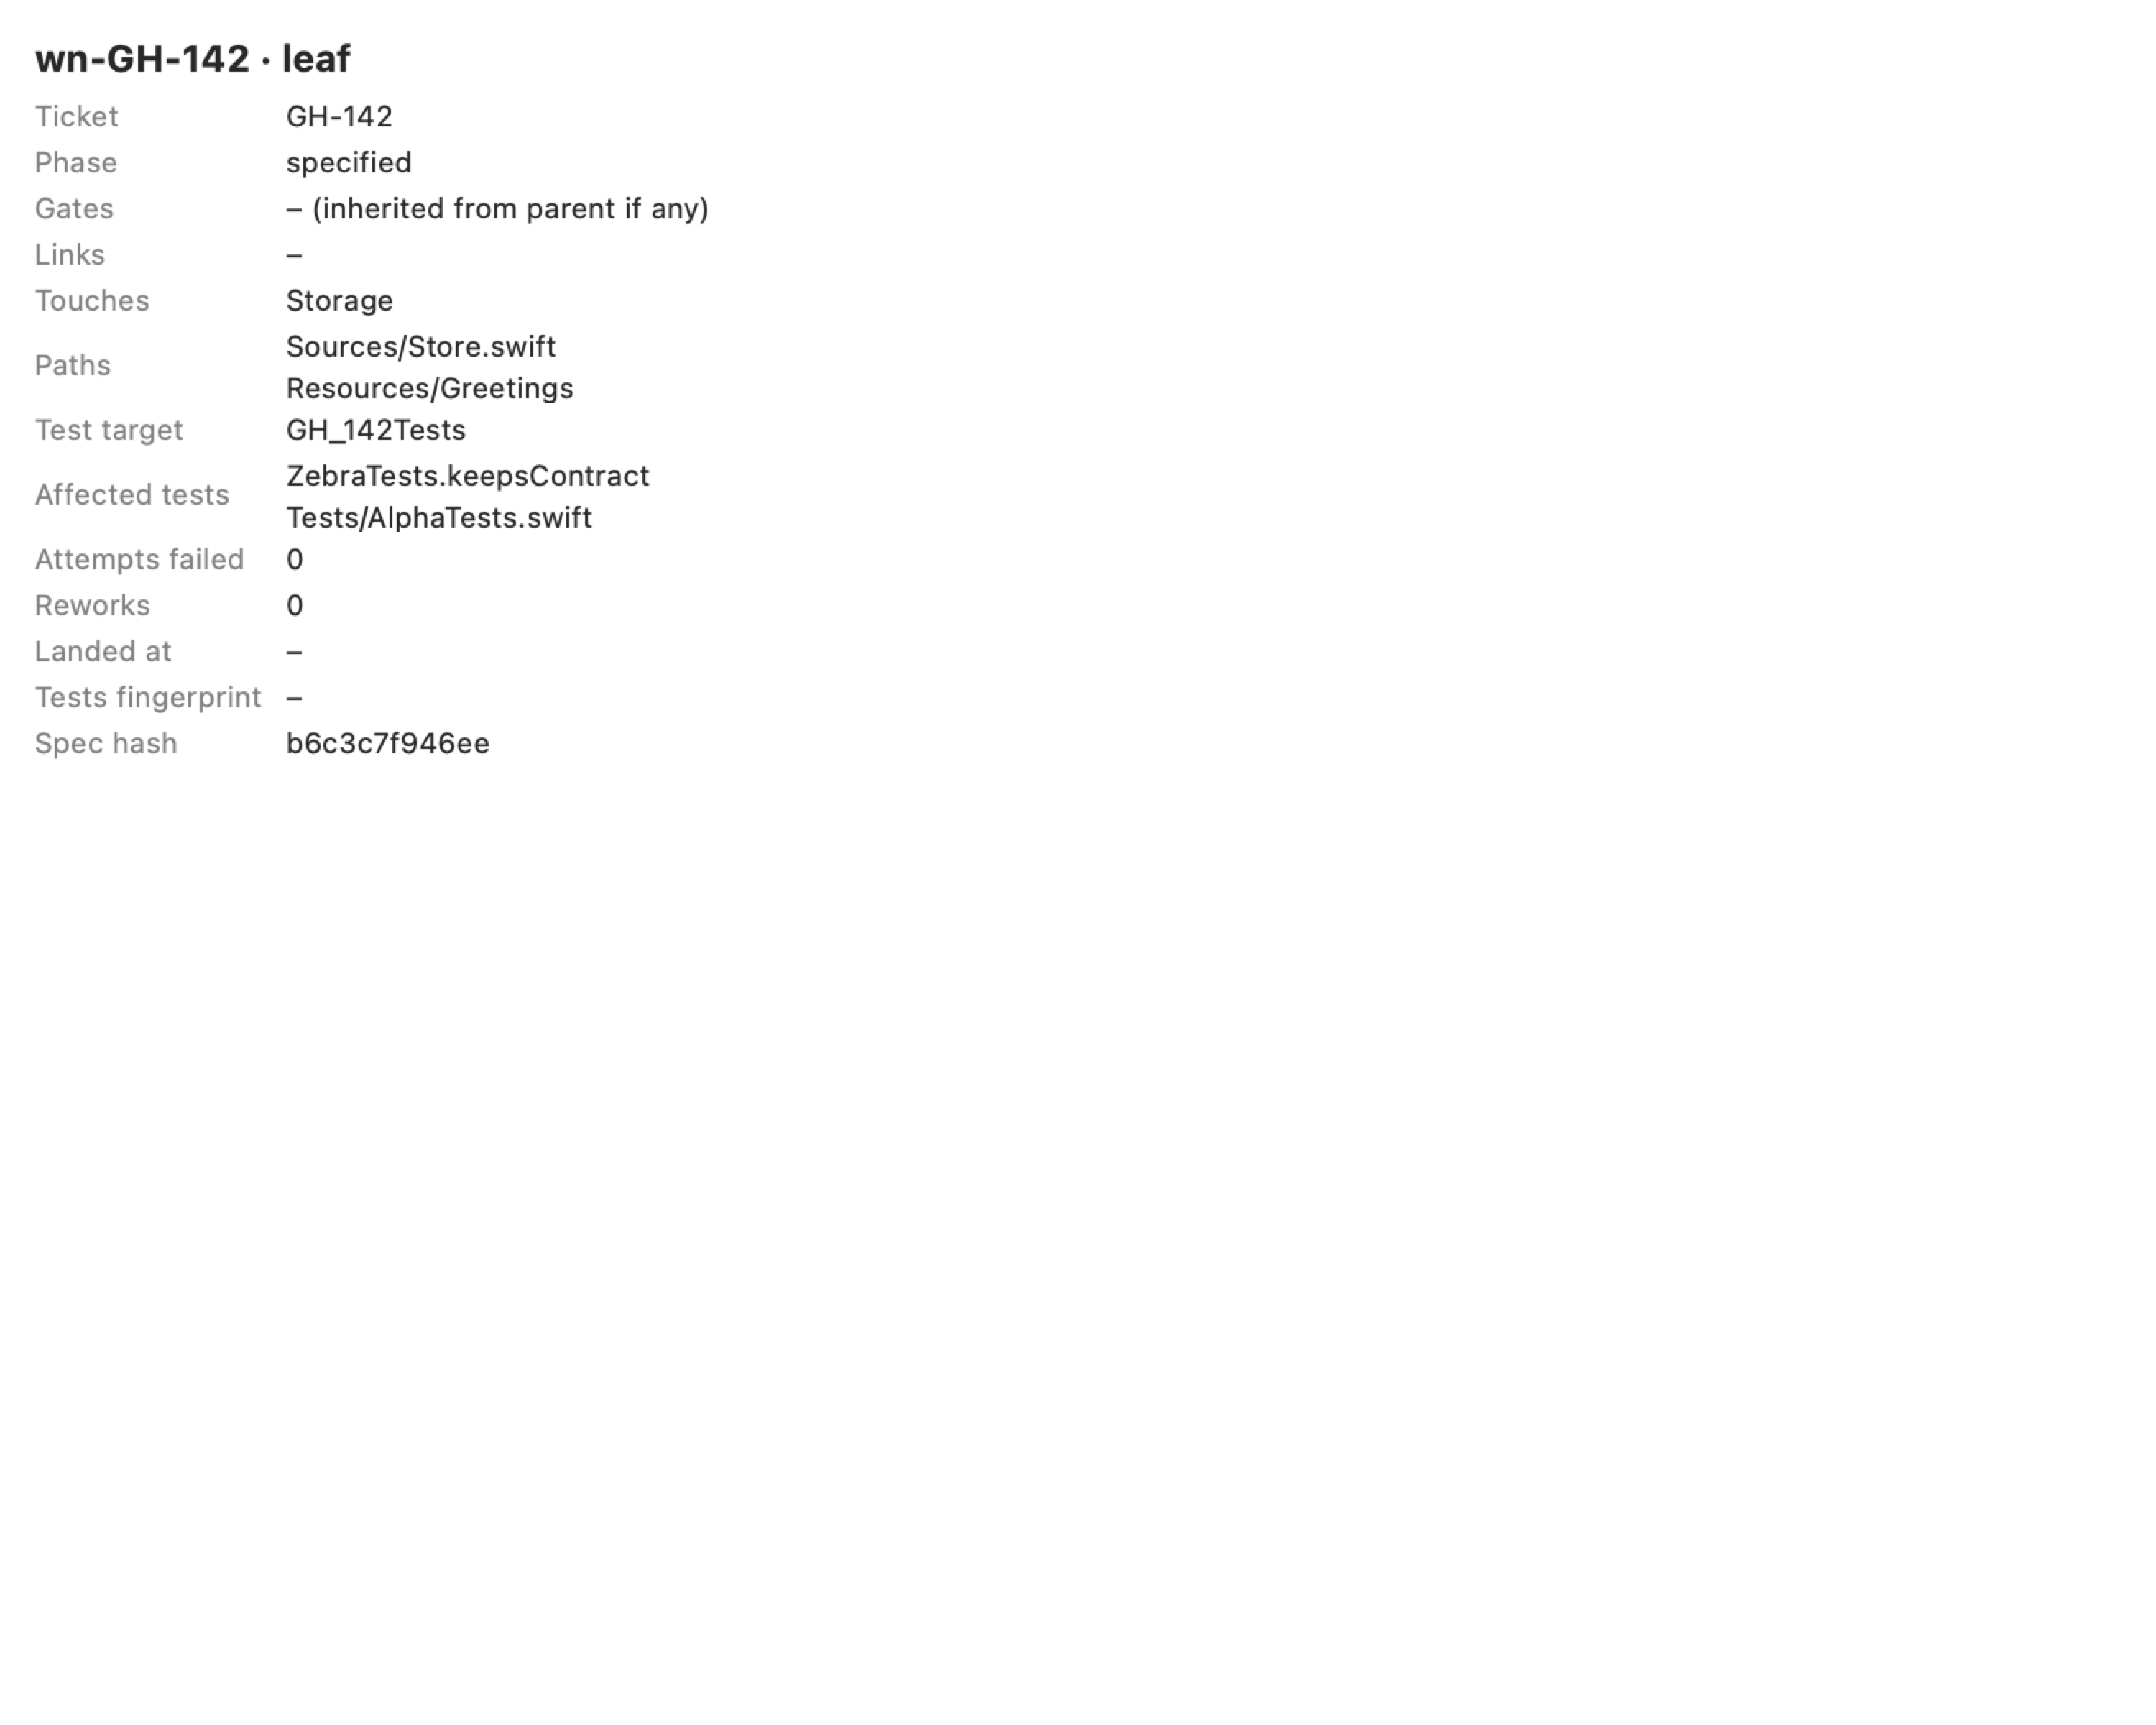 wn-GH-142 · leaf
Ticket GH-142
Phase specified
Gates – (inherited from parent if any)
Links –
Touches Storage
Paths Sources/Store.swift
Resources/Greetings
Test target GH_142Tests
Affected tests ZebraTests.keepsContract
Tests/AlphaTests.swift
Attempts failed 0
Reworks 0
Landed at –
Tests fingerprint –
Spec hash b6c3c7f946ee